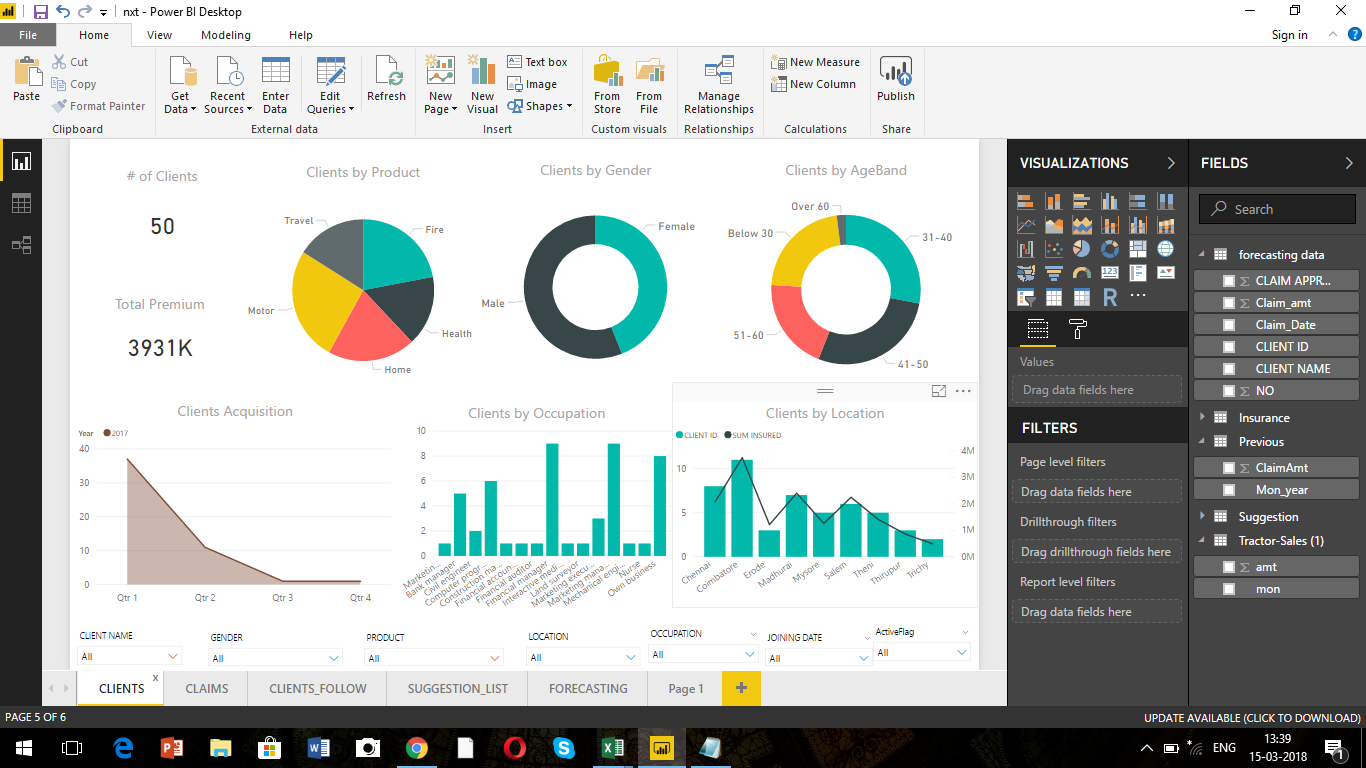 nxt - Power BI Desktop
File Home View Modeling Help Sign in
Paste
Cut
Copy
Format Painter
Clipboard
Get Data
Recent Sources
Enter Data
Edit Queries
Refresh
External data
New Page
New Visual
Text box
Image
Shapes
Insert
From Store
From File
Custom visuals
Manage Relationships
Relationships
New Measure
New Column
Calculations
Publish
Share
# of Clients
50
Total Premium
3931K
Clients by Product
Travel
Fire
Motor
Health
Home
Clients by Gender
Female
Male
Clients by AgeBand
Over 60
Below 30
31-40
51-60
41-50
Clients Acquisition
Year 2017
40
30
20
10
0
Qtr 1 Qtr 2 Qtr 3 Qtr 4
Clients by Occupation
10
8
6
4
2
0
Marketin...
Bank manager
Civil engineer
Computer progr...
Construction ma...
Financial accoun...
Financial auditor
Financial manager
Interactive medi...
Land surveyor
Marketing execu...
Marketing mana...
Mechanical engi...
Nurse
Own business
Clients by Location
CLIENT ID SUM INSURED
10
5
0
4M
3M
2M
1M
0M
Chennai
Coimbatore
Erode
Madhurai
Mysore
Salem
Theni
Thirupur
Trichy
CLIENT NAME
All
GENDER
All
PRODUCT
All
LOCATION
All
OCCUPATION
All
JOINING DATE
All
ActiveFlag
All
CLIENTS x CLAIMS CLIENTS_FOLLOW SUGGESTION_LIST FORECASTING Page 1 +
VISUALIZATIONS
123
R
Values
Drag data fields here
FILTERS
Page level filters
Drag data fields here
Drillthrough filters
Drag drillthrough fields here
Report level filters
Drag data fields here
FIELDS
Search
forecasting data
Σ CLAIM APPR...
Σ Claim_amt
Claim_Date
CLIENT ID
CLIENT NAME
Σ NO
Insurance
Previous
Σ ClaimAmt
Mon_year
Suggestion
Tractor-Sales (1)
Σ amt
mon
PAGE 5 OF 6
UPDATE AVAILABLE (CLICK TO DOWNLOAD)
ENG
13:39
15-03-2018
1